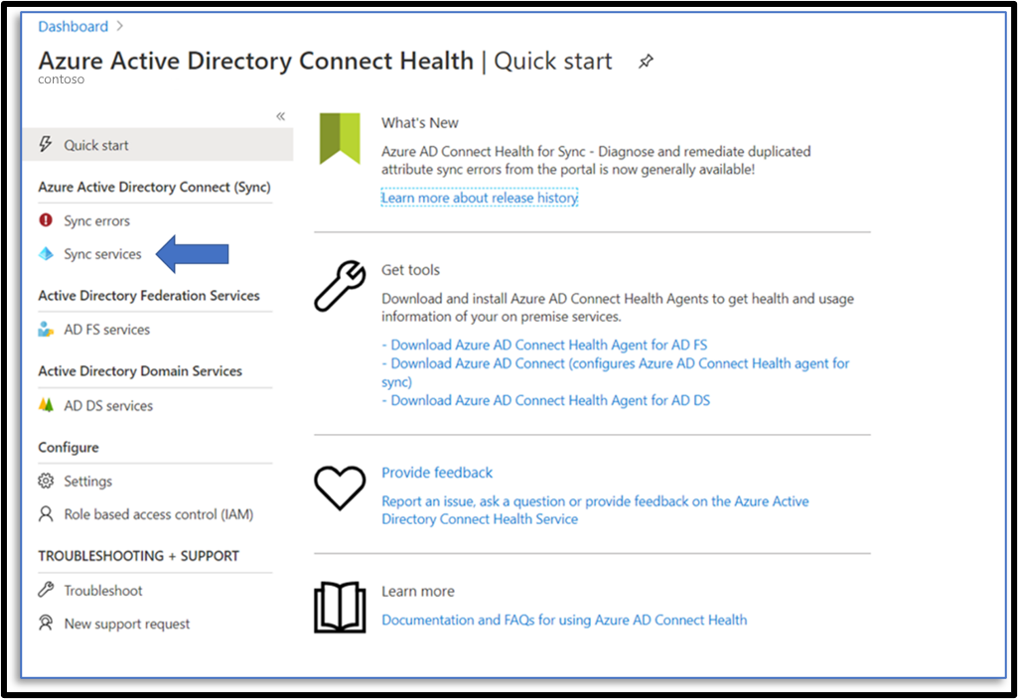 Dashboard >
Azure Active Directory Connect Health | Quick start
contoso
«
Quick start
Azure Active Directory Connect (Sync)
Sync errors
Sync services
Active Directory Federation Services
AD FS services
Active Directory Domain Services
AD DS services
Configure
Settings
Role based access control (IAM)
TROUBLESHOOTING + SUPPORT
Troubleshoot
New support request
What's New
Azure AD Connect Health for Sync - Diagnose and remediate duplicated
attribute sync errors from the portal is now generally available!
Learn more about release history
Get tools
Download and install Azure AD Connect Health Agents to get health and usage
information of your on premise services.
- Download Azure AD Connect Health Agent for AD FS
- Download Azure AD Connect (configures Azure AD Connect Health agent for
sync)
- Download Azure AD Connect Health Agent for AD DS
Provide feedback
Report an issue, ask a question or provide feedback on the Azure Active
Directory Connect Health Service
Learn more
Documentation and FAQs for using Azure AD Connect Health